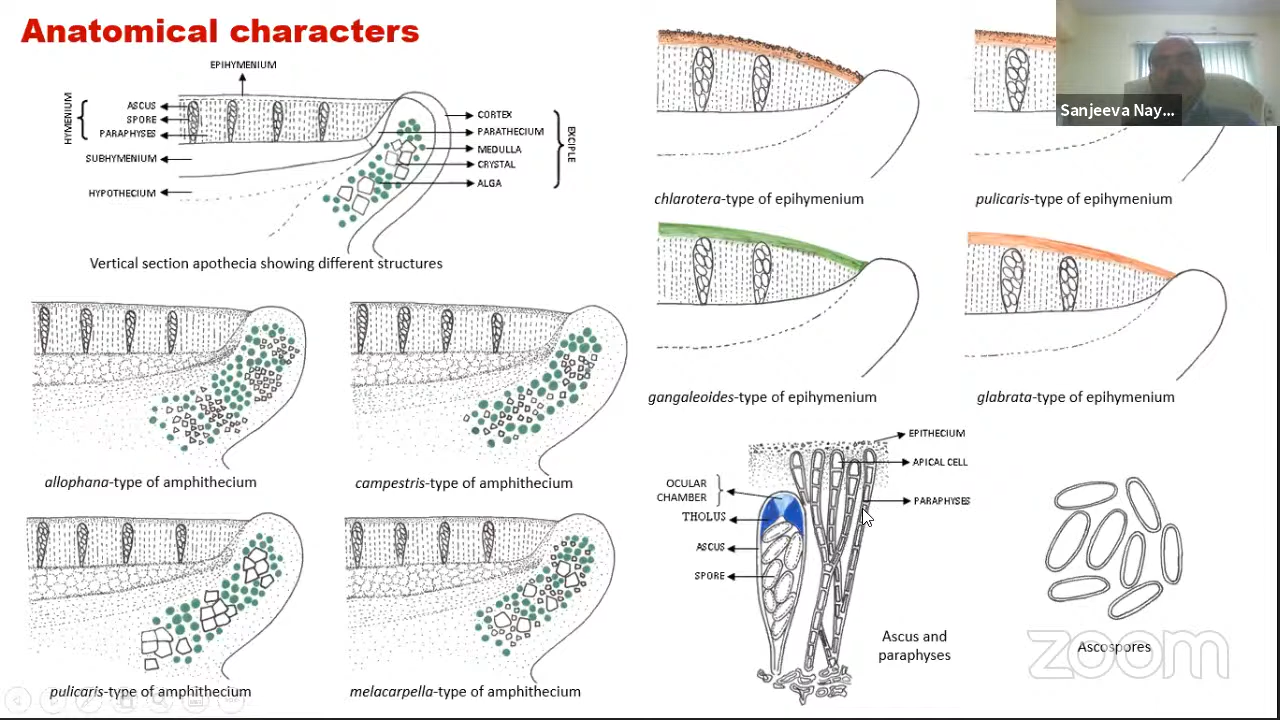 Anatomical characters
EPIHYMENIUM
HYMENIUM
ASCUS
SPORE
PARAPHYSES
SUBHYMENIUM
HYPOTHECIUM
CORTEX
PARATHECIUM
MEDULLA
CRYSTAL
ALGA
EXCIPLE
Vertical section apothecia showing different structures
allophana-type of amphithecium
campestris-type of amphithecium
pulicaris-type of amphithecium
melacarpella-type of amphithecium
Sanjeeva Nay...
chlarotera-type of epihymenium
pulicaris-type of epihymenium
gangaleoides-type of epihymenium
glabrata-type of epihymenium
EPITHECIUM
APICAL CELL
PARAPHYSES
OCULAR
CHAMBER
THOLUS
ASCUS
SPORE
Ascus and
paraphyses
Ascospores
zoom